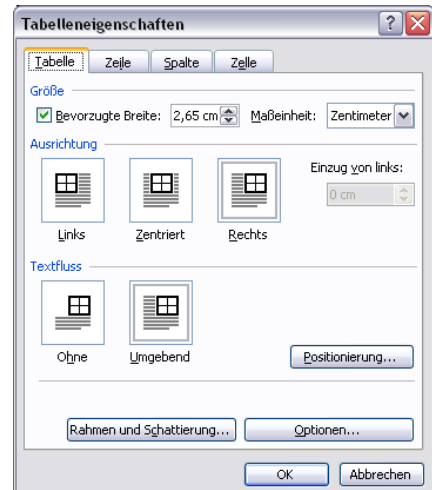 Tabelleneigenschaften
Tabelle Zeile Spalte Zelle
Größe
Bevorzugte Breite: 2,65 cm Maßeinheit: Zentimeter
Ausrichtung
Einzug von links:
0 cm
Links Zentriert Rechts
Textfluss
Ohne Umgebend
Positionierung...
Rahmen und Schattierung... Optionen...
OK Abbrechen